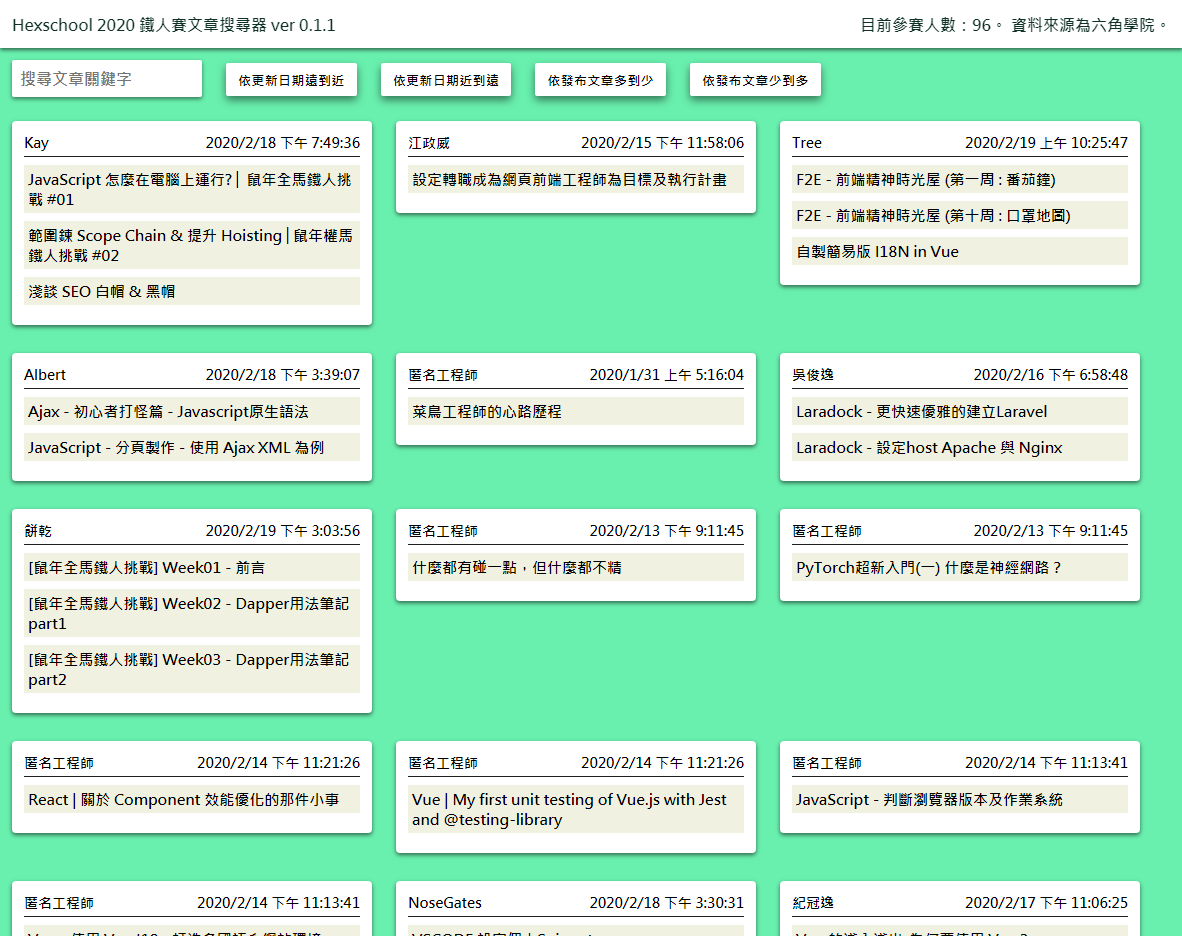 Hexschool 2020 鐵人賽文章搜尋器 ver 0.1.1
目前參賽人數：96。 資料來源為六角學院。
搜尋文章關鍵字
依更新日期遠到近
依更新日期近到遠
依發布文章多到少
依發布文章少到多
Kay 2020/2/18 下午 7:49:36
JavaScript 怎麼在電腦上運行?│ 鼠年全馬鐵人挑
戰 #01
範圍鍊 Scope Chain & 提升 Hoisting│鼠年權馬
鐵人挑戰 #02
淺談 SEO 白帽 & 黑帽
江政威 2020/2/15 下午 11:58:06
設定轉職成為網頁前端工程師為目標及執行計畫
Tree 2020/2/19 上午 10:25:47
F2E - 前端精神時光屋 (第一周 : 番茄鐘)
F2E - 前端精神時光屋 (第十周 : 口罩地圖)
自製簡易版 I18N in Vue
Albert 2020/2/18 下午 3:39:07
Ajax - 初心者打怪篇 - Javascript原生語法
JavaScript - 分頁製作 - 使用 Ajax XML 為例
匿名工程師 2020/1/31 上午 5:16:04
菜鳥工程師的心路歷程
吳俊逸 2020/2/16 下午 6:58:48
Laradock - 更快速優雅的建立Laravel
Laradock - 設定host Apache 與 Nginx
餅乾 2020/2/19 下午 3:03:56
[鼠年全馬鐵人挑戰] Week01 - 前言
[鼠年全馬鐵人挑戰] Week02 - Dapper用法筆記
part1
[鼠年全馬鐵人挑戰] Week03 - Dapper用法筆記
part2
匿名工程師 2020/2/13 下午 9:11:45
什麼都有碰一點，但什麼都不精
匿名工程師 2020/2/13 下午 9:11:45
PyTorch超新入門(一) 什麼是神經網路？
匿名工程師 2020/2/14 下午 11:21:26
React | 關於 Component 效能優化的那件小事
匿名工程師 2020/2/14 下午 11:21:26
Vue | My first unit testing of Vue.js with Jest
and @testing-library
匿名工程師 2020/2/14 下午 11:13:41
JavaScript - 判斷瀏覽器版本及作業系統
匿名工程師 2020/2/14 下午 11:13:41
NoseGates 2020/2/18 下午 3:30:31
紀冠逸 2020/2/17 下午 11:06:25